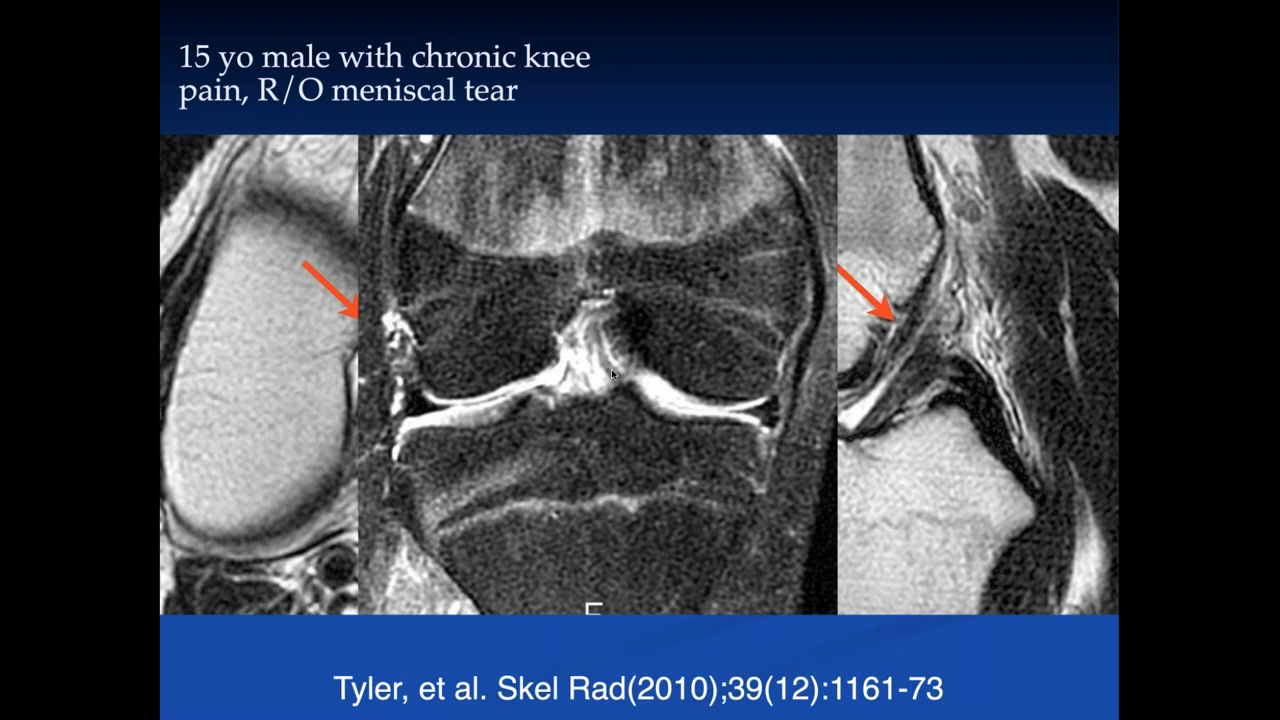 15 yo male with chronic knee
pain, R/O meniscal tear
Tyler, et al. Skel Rad(2010);39(12):1161-73